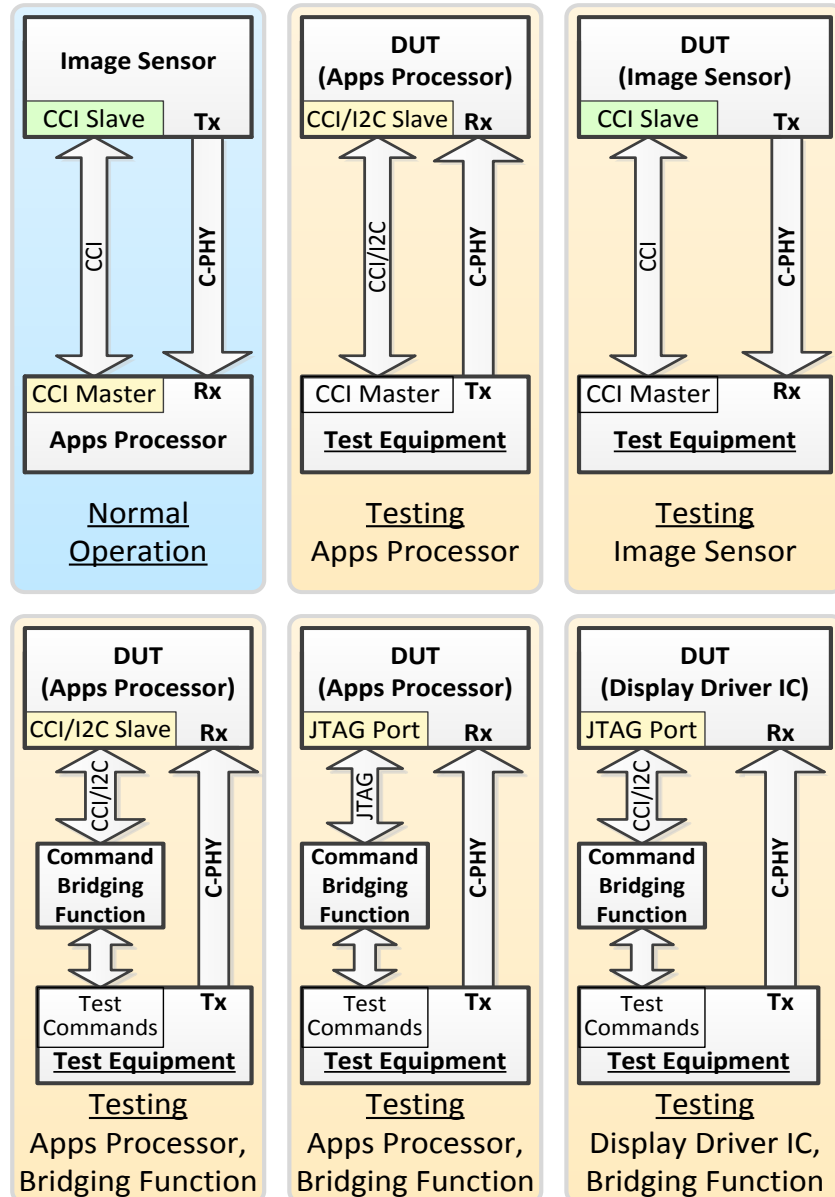 Image Sensor
CCI Slave
Tx
CCI
C-PHY
CCI Master
Rx
Apps Processor
Normal
Operation
DUT
(Apps Processor)
CCI/I2C Slave
Rx
CCI/I2C
C-PHY
CCI Master
Tx
Test Equipment
Testing
Apps Processor
DUT
(Image Sensor)
CCI Slave
Tx
CCI
C-PHY
CCI Master
Rx
Test Equipment
Testing
Image Sensor
DUT
(Apps Processor)
CCI/I2C Slave
Rx
CCI/I2C
C-PHY
Command
Bridging
Function
Test
Commands
Tx
Test Equipment
Testing
Apps Processor,
Bridging Function
DUT
(Apps Processor)
JTAG Port
Rx
JTAG
C-PHY
Command
Bridging
Function
Test
Commands
Tx
Test Equipment
Testing
Apps Processor,
Bridging Function
DUT
(Display Driver IC)
JTAG Port
Rx
CCI/I2C
C-PHY
Command
Bridging
Function
Test
Commands
Tx
Test Equipment
Testing
Display Driver IC,
Bridging Function